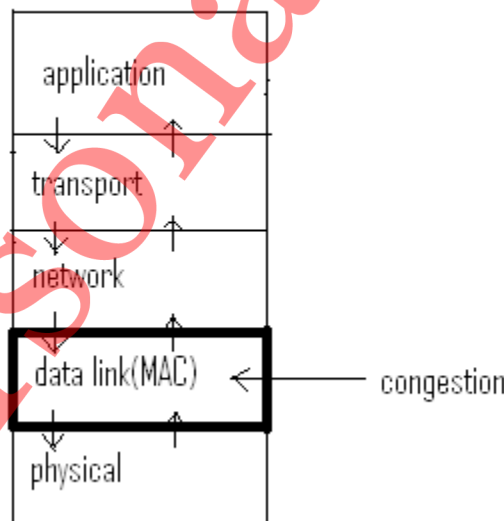 application
transport
network
data link(MAC)
congestion
physical